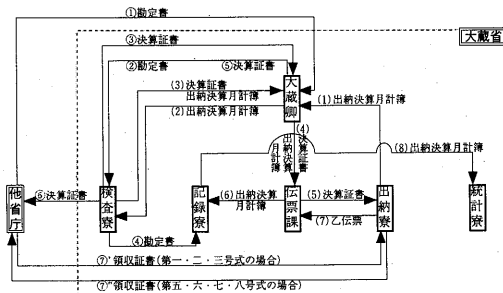 ①勘定書
③決算証書
大蔵省
②勘定書
⑤決算証書
(3)決算証書
出納決算月計簿
大蔵卿
(1)出納決算月計簿
(2)出納決算月計簿
(4)
決算証書
出納決算
月計簿
(8)出納決算月計簿
他省庁
⑥決算証書
検査寮
記録寮
(6)出納決算
月計簿
伝票課
(5)決算証書
出納寮
統計寮
(7)乙伝票
④勘定書
⑦'領収証書(第一・二・三号式の場合)
⑦"領収証書(第五・六・七・八号式の場合)